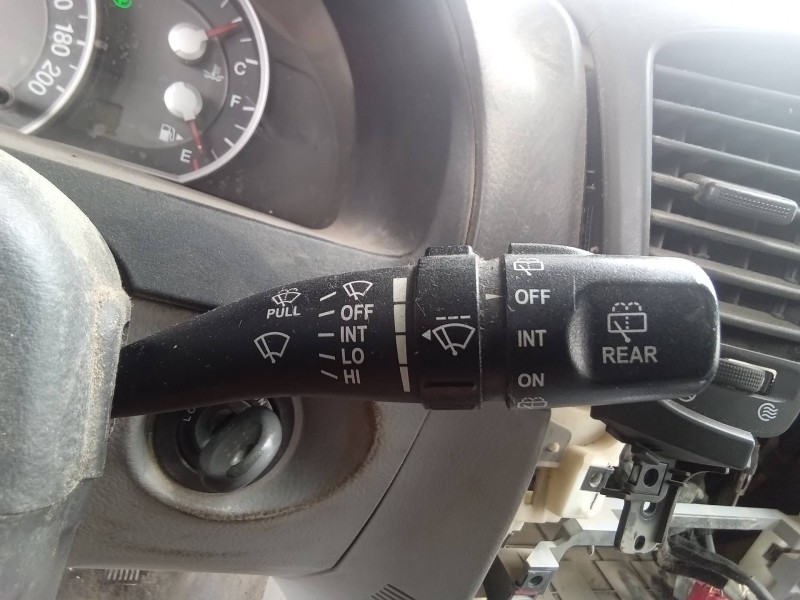 180
200
C
F
E
PULL
OFF
INT
LO
HI
OFF
INT
ON
REAR